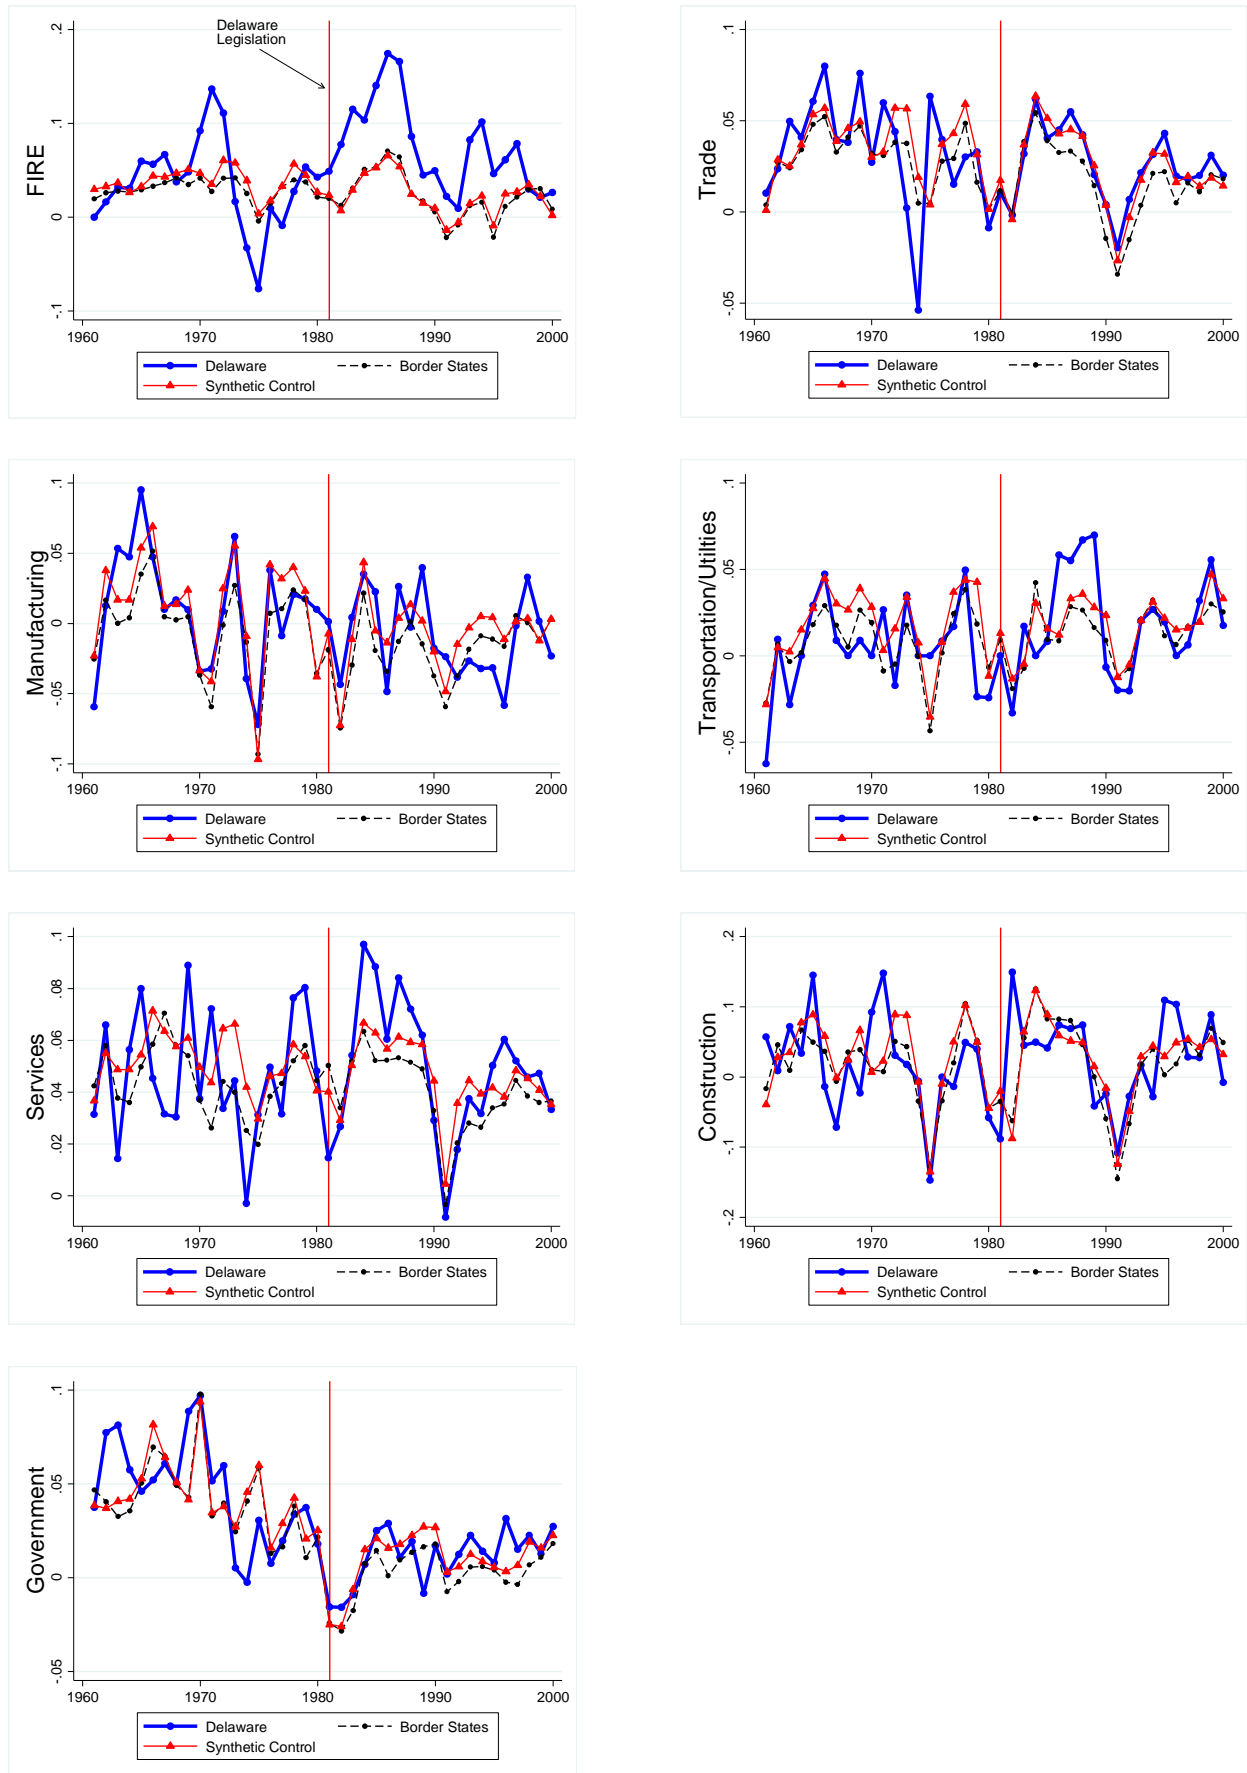 FIRE
-.1
0
.1
.2
Delaware
Legislation
1960
1970
1980
1990
2000
Delaware
Border States
Synthetic Control
Trade
-.05
0
.05
.1
1960
1970
1980
1990
2000
Delaware
Border States
Synthetic Control
Manufacturing
-.1
-.05
0
.05
.1
1960
1970
1980
1990
2000
Delaware
Border States
Synthetic Control
Transportation/Utilties
-.05
0
.05
.1
1960
1970
1980
1990
2000
Delaware
Border States
Synthetic Control
Services
0
.02
.04
.06
.08
.1
1960
1970
1980
1990
2000
Delaware
Border States
Synthetic Control
Construction
-.2
-.1
0
.1
.2
1960
1970
1980
1990
2000
Delaware
Border States
Synthetic Control
Government
-.05
0
.05
.1
1960
1970
1980
1990
2000
Delaware
Border States
Synthetic Control